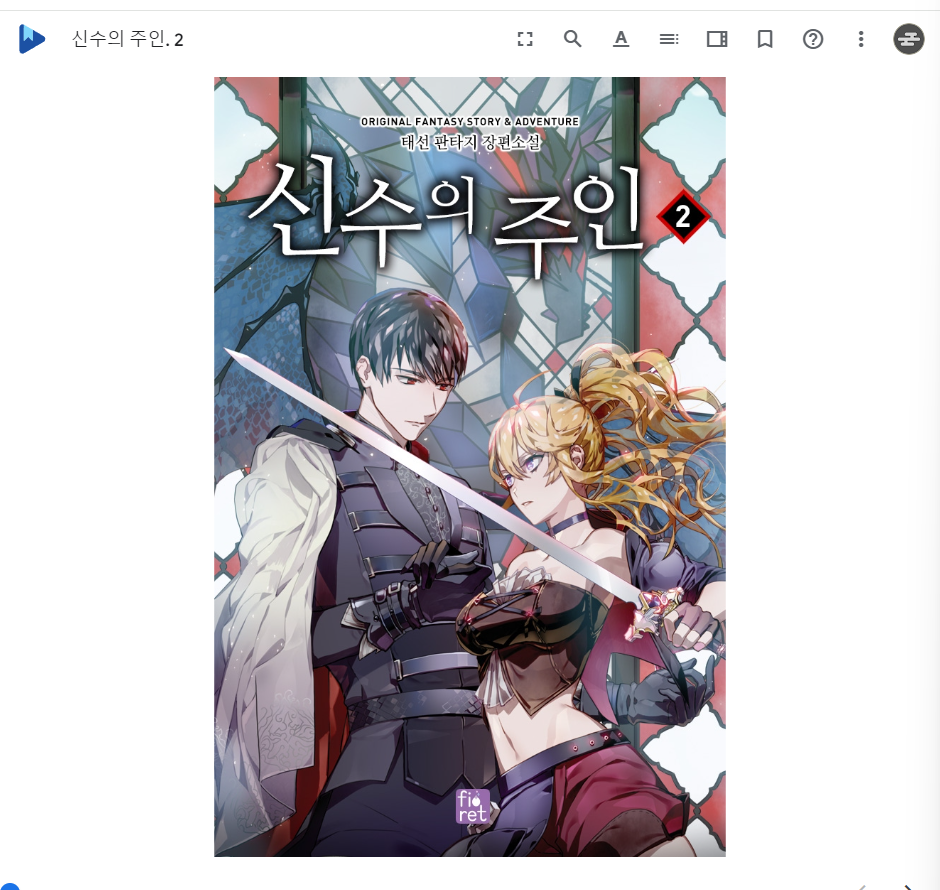 신수의 주인. 2
ORIGINAL FANTASY STORY & ADVENTURE
태선 판타지 장편소설
신수의 주인
2
fio
ret